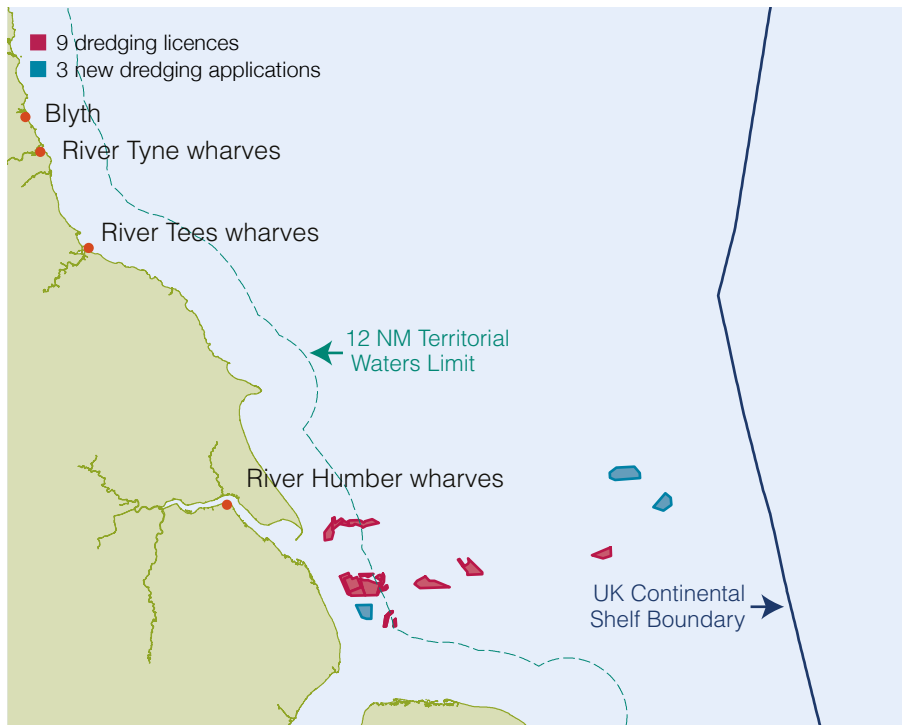 9 dredging licences
3 new dredging applications
Blyth
River Tyne wharves
River Tees wharves
12 NM Territorial
Waters Limit
River Humber wharves
UK Continental
Shelf Boundary